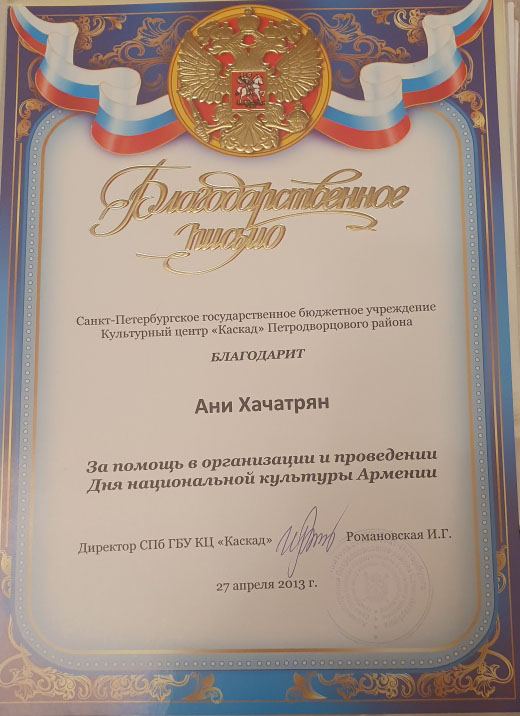 Благодарственное
письмо
Санкт-Петербургское государственное бюджетное учреждение
Культурный центр «Каскад» Петродворцового района
БЛАГОДАРИТ
Ани Хачатрян
За помощь в организации и проведении
Дня национальной культуры Армении
Директор СПб ГБУ КЦ «Каскад» Романовская И.Г.
27 апреля 2013 г.